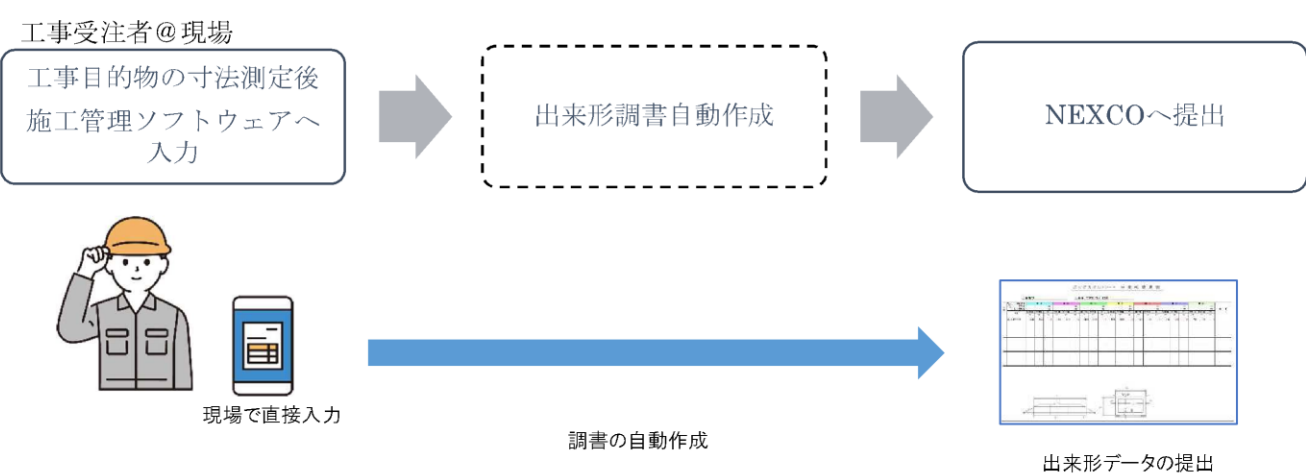 工事受注者@現場
工事目的物の寸法測定後
施工管理ソフトウェアへ
入力
出来形調書自動作成
NEXCOへ提出
現場で直接入力
調書の自動作成
出来形データの提出